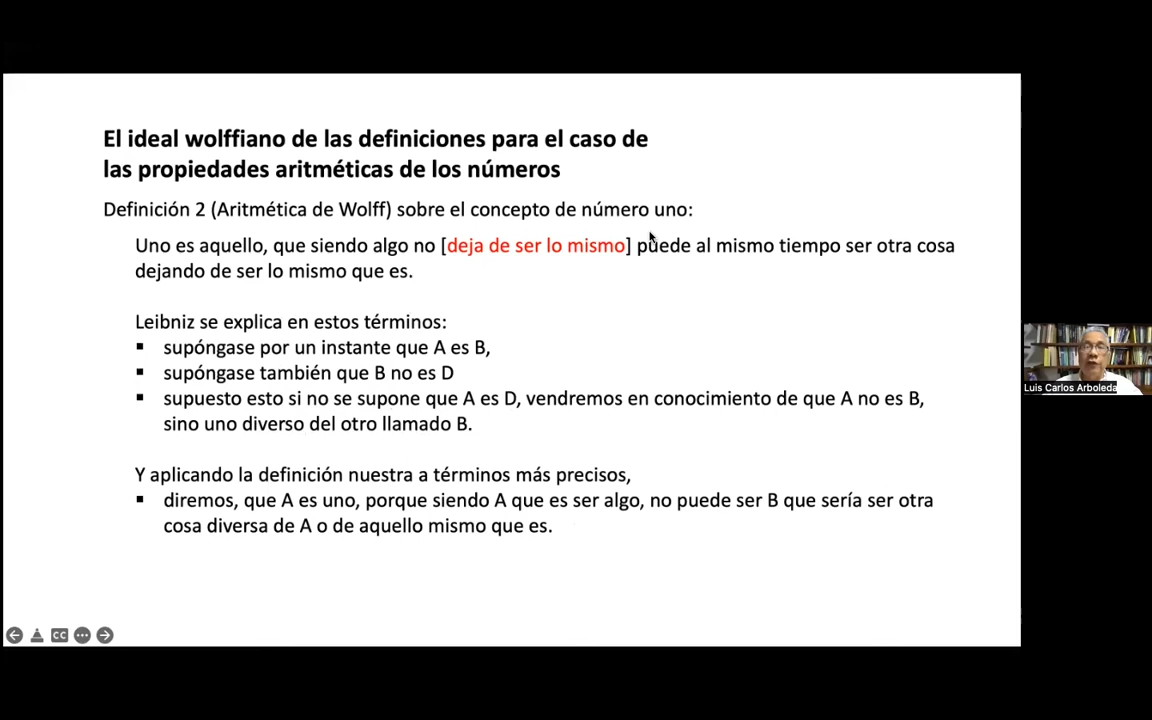 El ideal wolffiano de las definiciones para el caso de
las propiedades aritméticas de los números
Definición 2 (Aritmética de Wolff) sobre el concepto de número uno:
Uno es aquello, que siendo algo no [deja de ser lo mismo] puede al mismo tiempo ser otra cosa
dejando de ser lo mismo que es.
Leibniz se explica en estos términos:
▪ supóngase por un instante que A es B,
▪ supóngase también que B no es D
▪ supuesto esto si no se supone que A es D, vendremos en conocimiento de que A no es B,
sino uno diverso del otro llamado B.
Y aplicando la definición nuestra a términos más precisos,
▪ diremos, que A es uno, porque siendo A que es ser algo, no puede ser B que sería ser otra
cosa diversa de A o de aquello mismo que es.
Luis Carlos Arboleda
CC